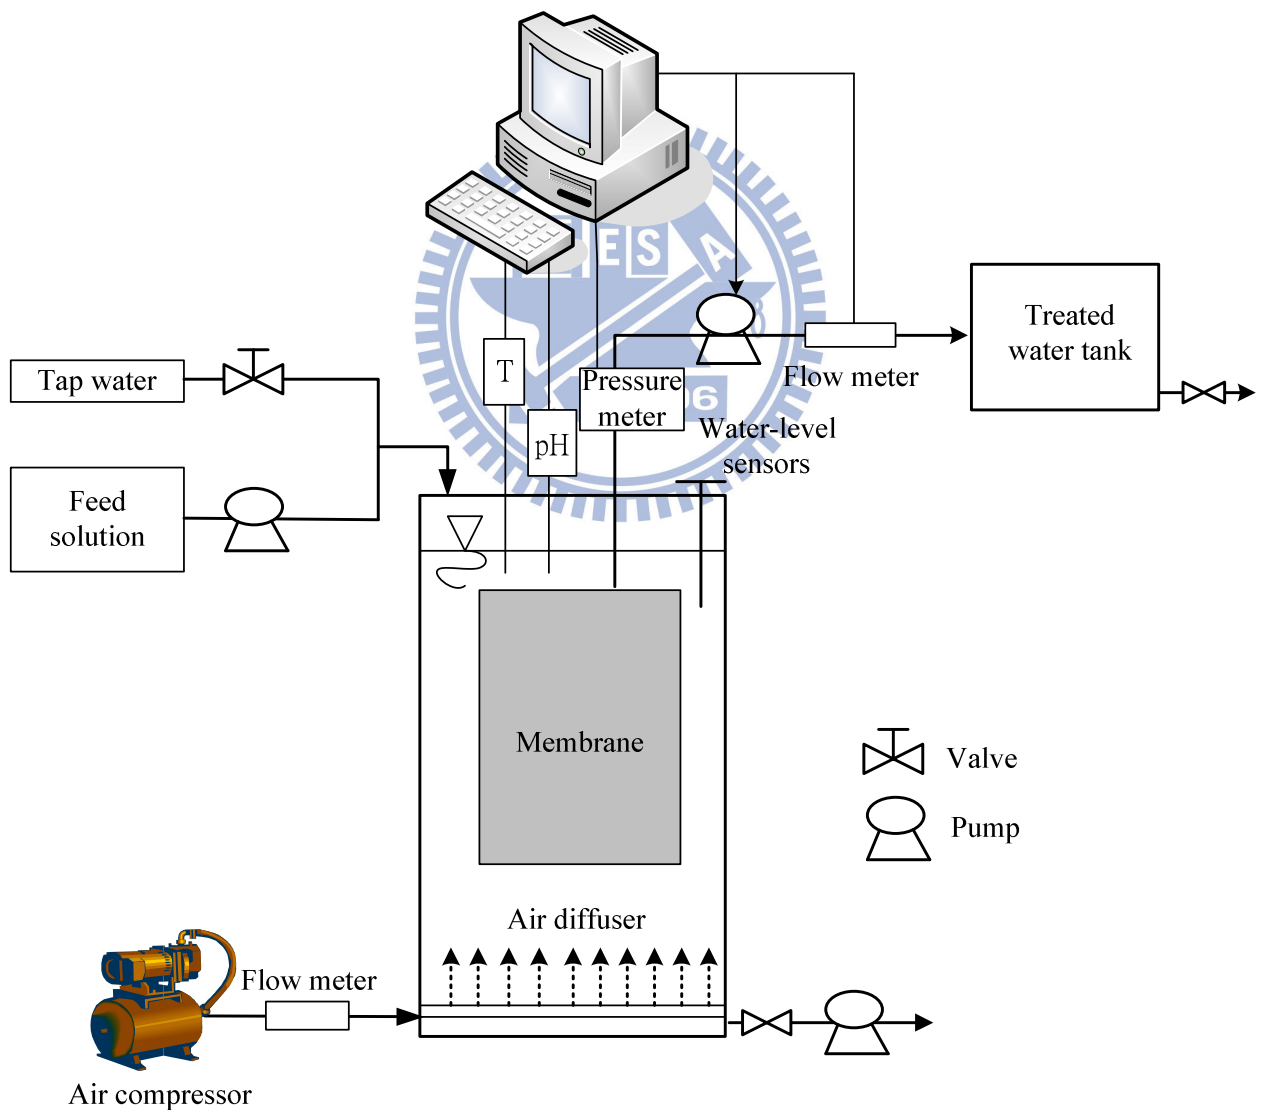 E S A
T
pH
Pressure
meter
96
Flow meter
Water-level
sensors
Treated
water tank
Tap water
Feed
solution
Membrane
Valve
Pump
Air diffuser
Flow meter
Air compressor